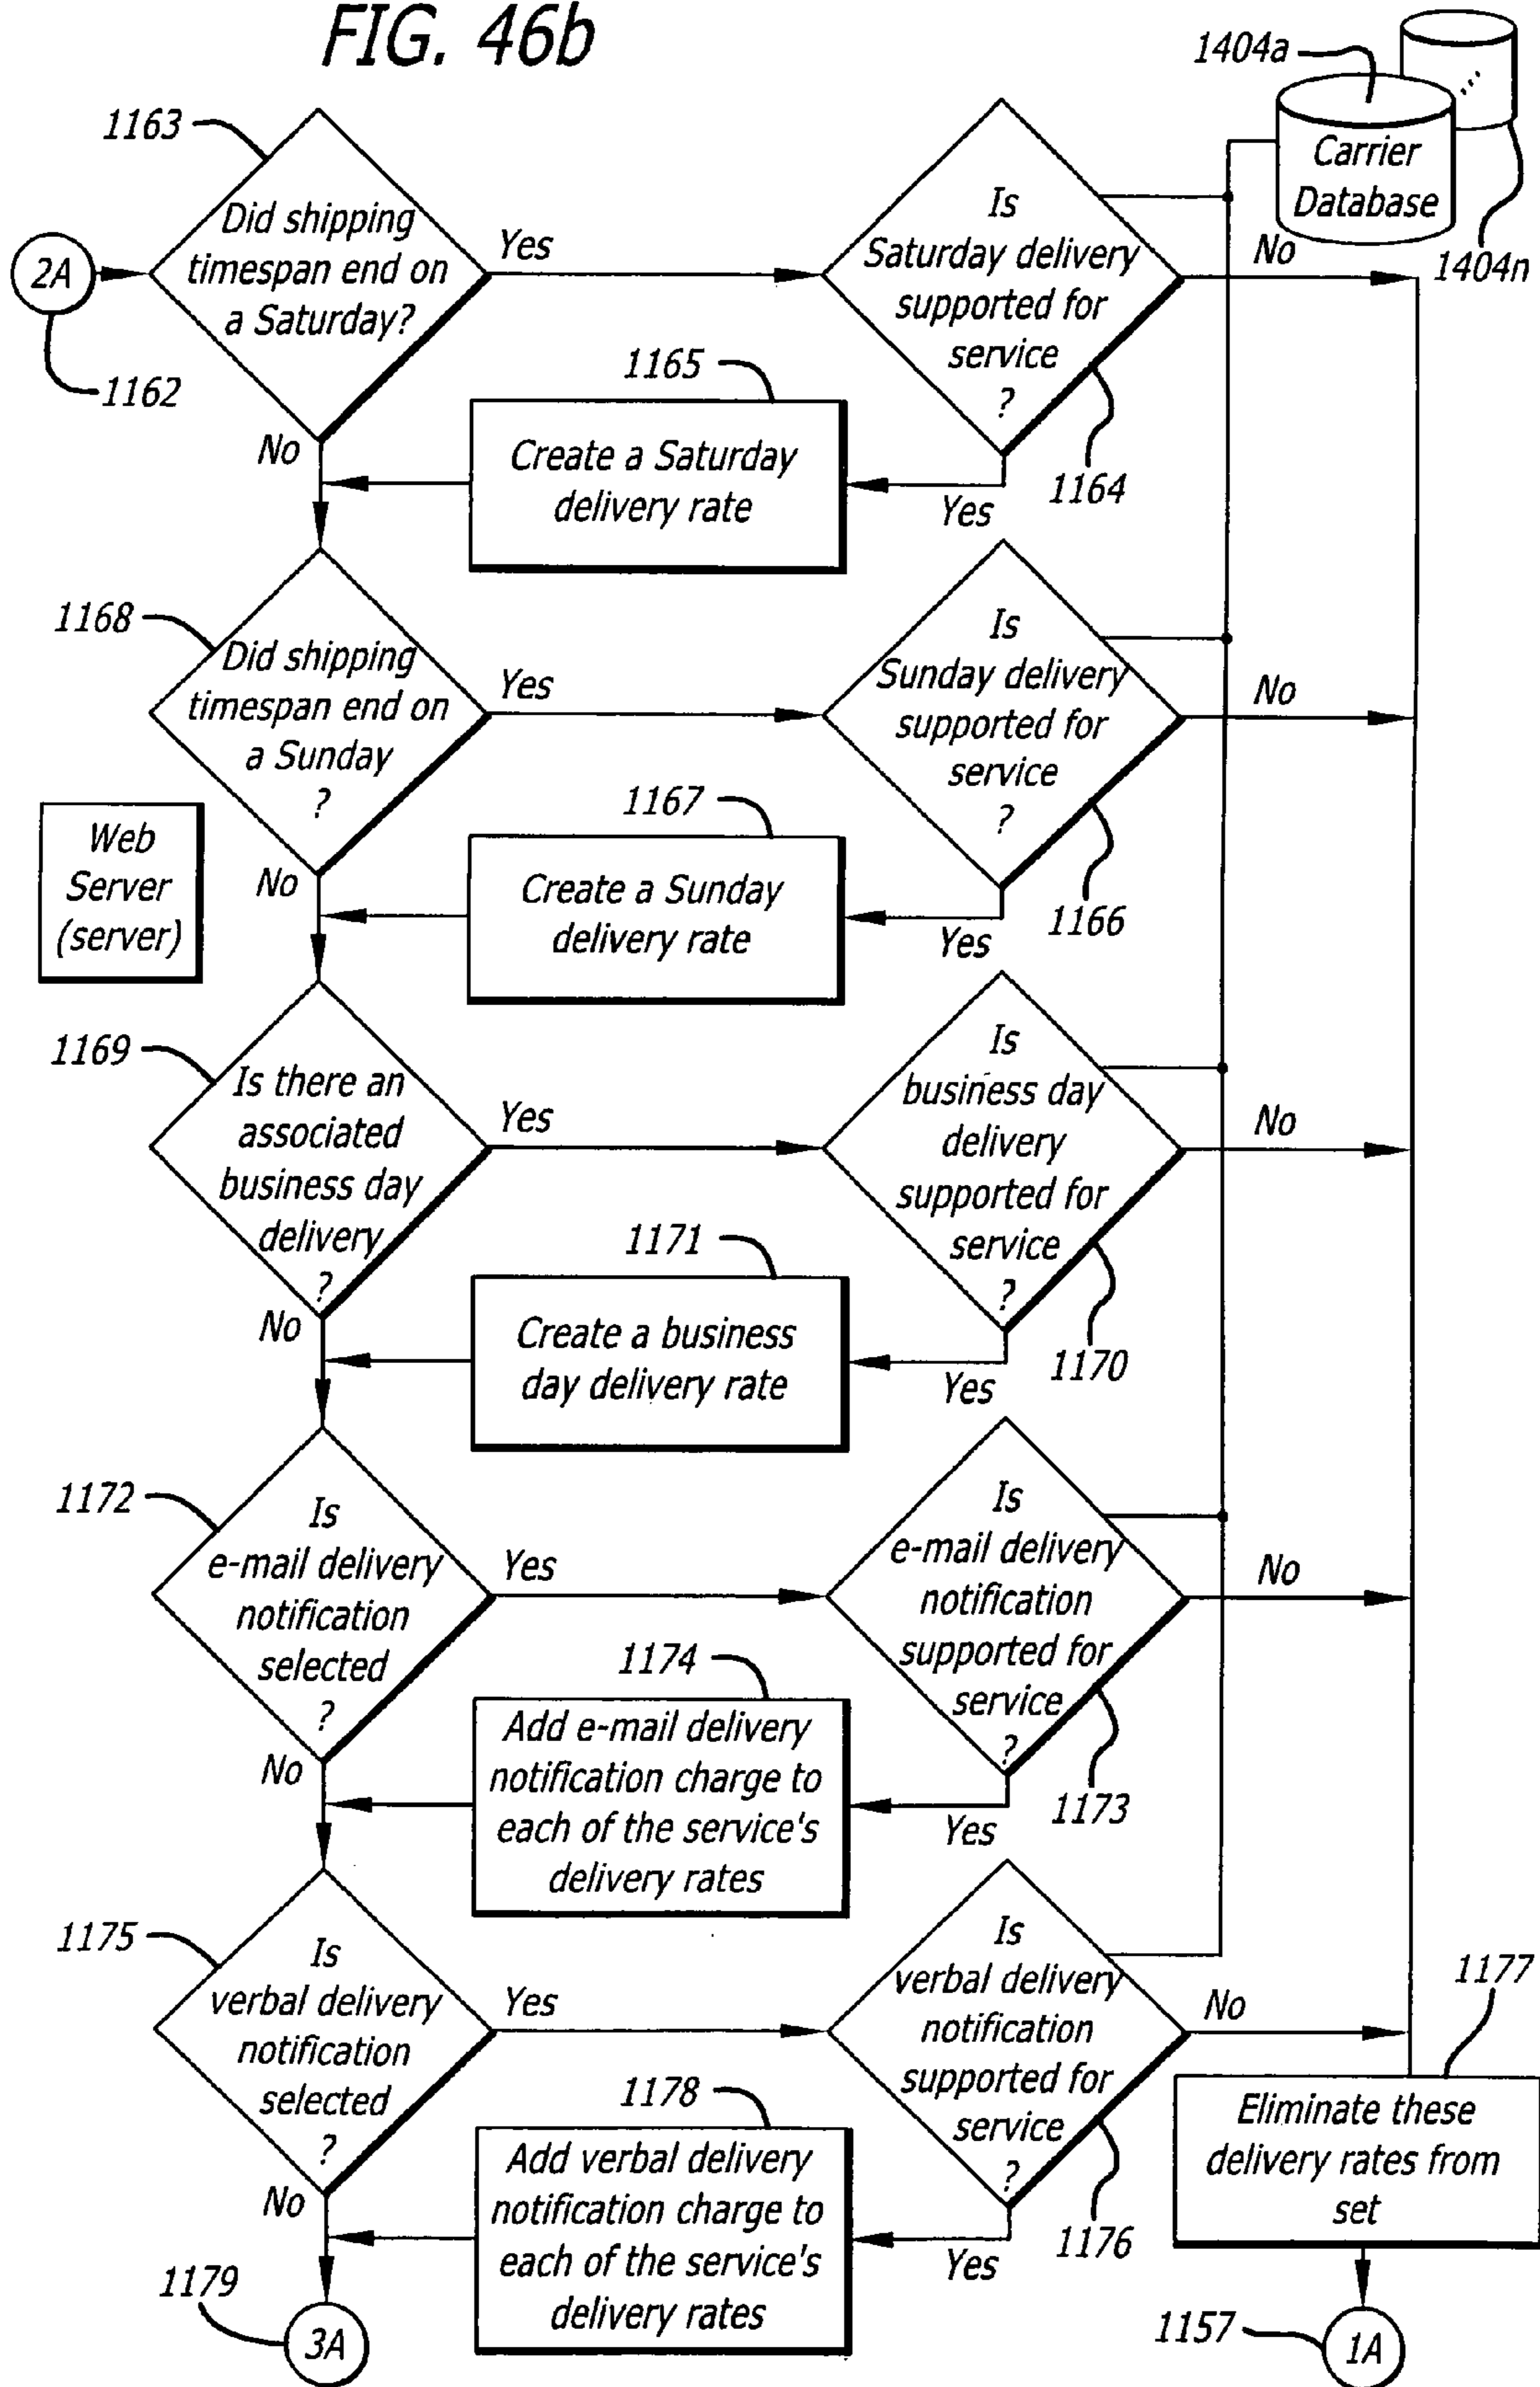 FIG. 46b
1404a
Carrier
Database
1404n
1163
Did shipping
timespan end on
a Saturday?
Yes
No
2A
1162
Is
Saturday delivery
supported for
service
?
No
Yes
1164
1165
Create a Saturday
delivery rate
1168
Did shipping
timespan end on
a Sunday
?
Yes
No
Is
Sunday delivery
supported for
service
?
No
Yes
1166
1167
Create a Sunday
delivery rate
Web
Server
(server)
1169
Is there an
associated
business day
delivery
?
Yes
No
Is
business day
delivery
supported for
service
?
No
Yes
1170
1171
Create a business
day delivery rate
1172
Is
e-mail delivery
notification
selected
?
Yes
No
Is
e-mail delivery
notification
supported for
service
?
No
Yes
1173
1174
Add e-mail delivery
notification charge to
each of the service's
delivery rates
1175
Is
verbal delivery
notification
selected
?
Yes
No
Is
verbal delivery
notification
supported for
service
?
No
Yes
1176
1178
Add verbal delivery
notification charge to
each of the service's
delivery rates
1177
Eliminate these
delivery rates from
set
1179
3A
1157
1A